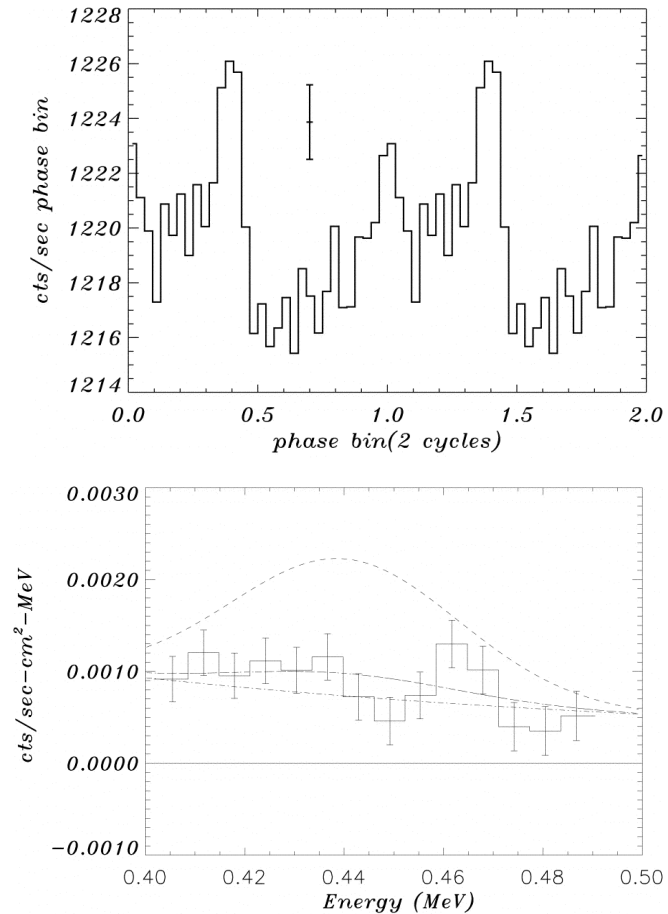 1228
1226
1224
1222
1220
1218
1216
1214
cts/sec phase bin
0.0 0.5 1.0 1.5 2.0
phase bin(2 cycles)
0.0030
0.0020
0.0010
0.0000
-0.0010
cts/sec-cm²-MeV
0.40 0.42 0.44 0.46 0.48 0.50
Energy (MeV)